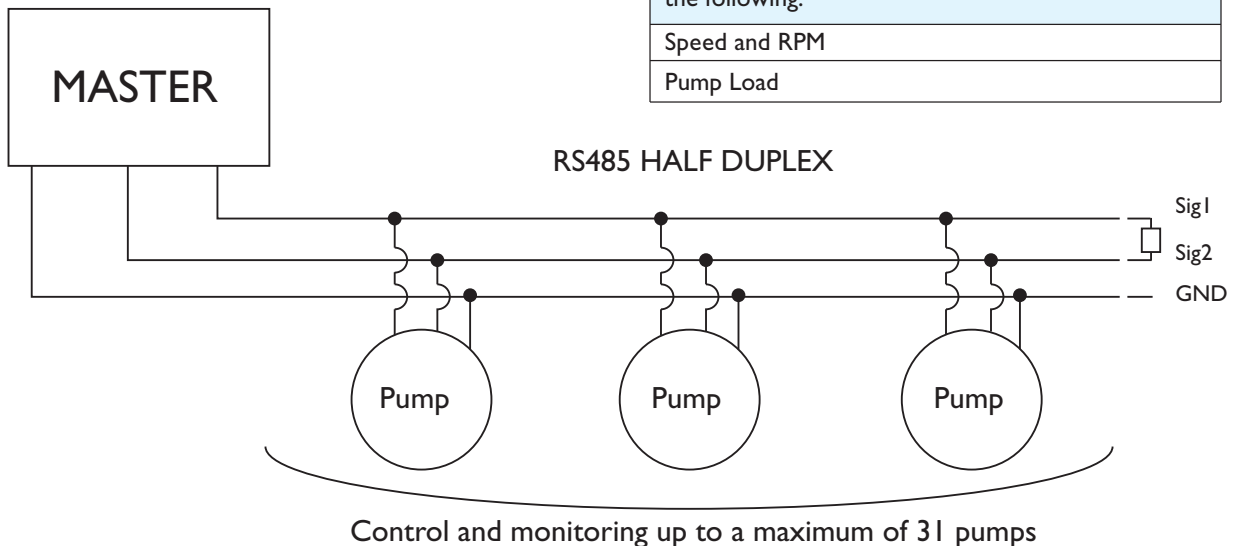 the following:
Speed and RPM
Pump Load
MASTER
RS485 HALF DUPLEX
Sig1
Sig2
GND
Pump
Pump
Pump
Control and monitoring up to a maximum of 31 pumps